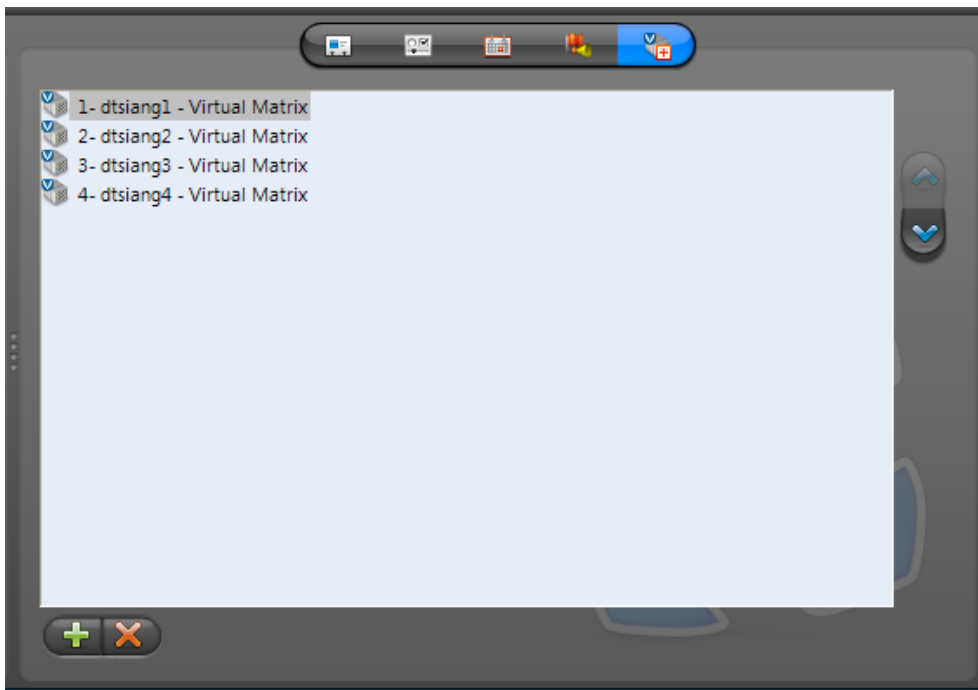 1- dtsiang1 - Virtual Matrix
2- dtsiang2 - Virtual Matrix
3- dtsiang3 - Virtual Matrix
4- dtsiang4 - Virtual Matrix